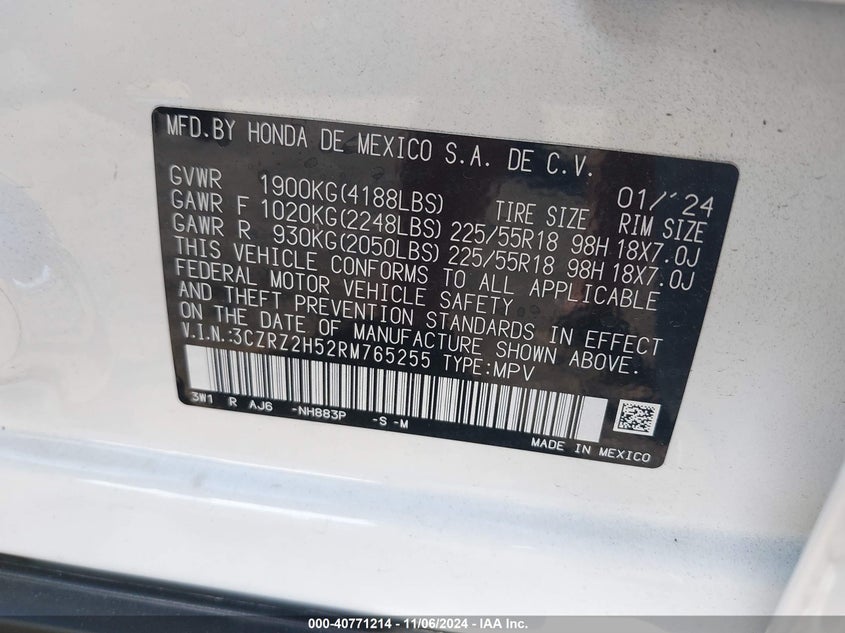 MFD.BY HONDA DE MEXICO S.A. DE C.V.
01/'24
GVWR 1900KG(4188LBS) TIRE SIZE RIM SIZE
GAWR F 1020KG(2248LBS) 225/55R18 98H 18X7.0J
GAWR R 930KG(2050LBS) 225/55R18 98H 18X7.0J
THIS VEHICLE CONFORMS TO ALL APPLICABLE
FEDERAL MOTOR VEHICLE SAFETY
AND THEFT PREVENTION STANDARDS IN EFFECT
ON THE DATE OF MANUFACTURE SHOWN ABOVE.
V.I.N:3CZRZ2H52RM765255 TYPE:MPV
3W1 R AJ6 -NH883P -S -M
MADE IN MEXICO
000-40771214 - 11/06/2024 - IAA Inc.